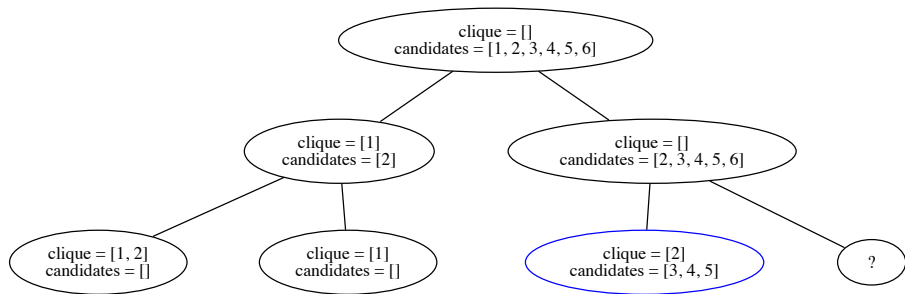 clique = []
candidates = [1, 2, 3, 4, 5, 6]
clique = [1]
candidates = [2]
clique = []
candidates = [2, 3, 4, 5, 6]
clique = [1, 2]
candidates = []
clique = [1]
candidates = []
clique = [2]
candidates = [3, 4, 5]
?